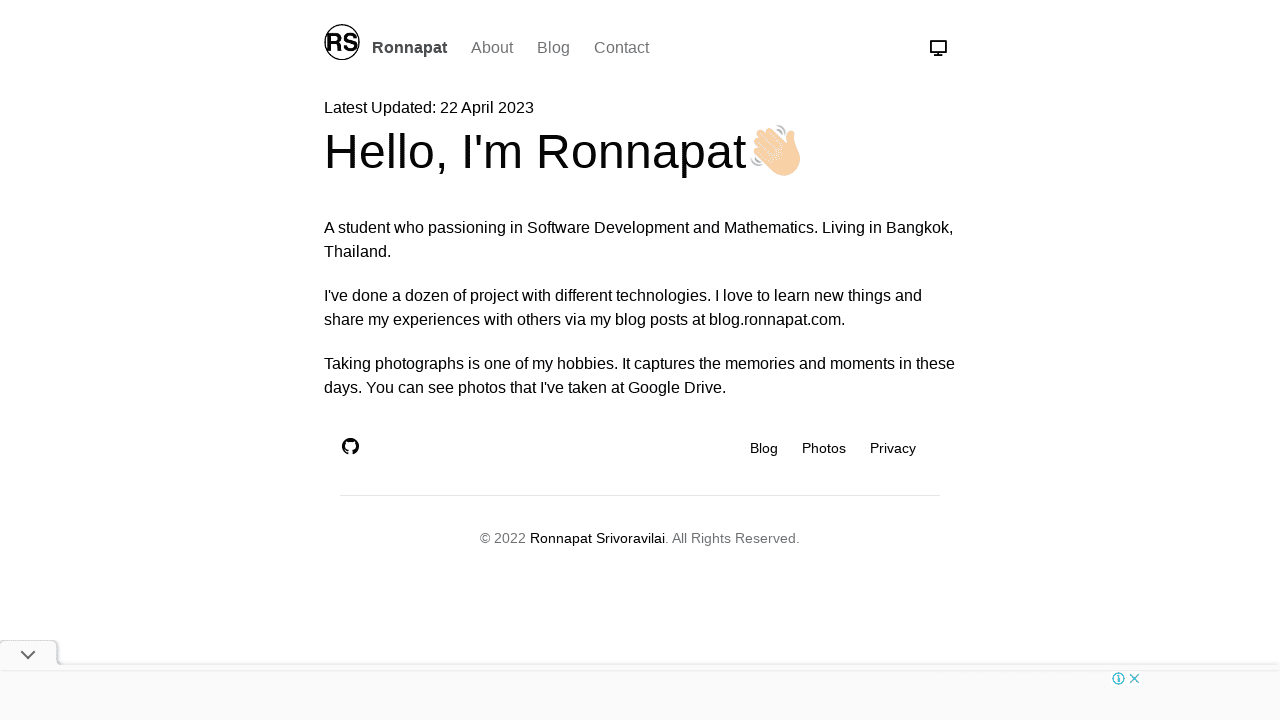 RS
Ronnapat About Blog Contact
Latest Updated: 22 April 2023
Hello, I'm Ronnapat
A student who passioning in Software Development and Mathematics. Living in Bangkok,
Thailand.
I've done a dozen of project with different technologies. I love to learn new things and
share my experiences with others via my blog posts at blog.ronnapat.com.
Taking photographs is one of my hobbies. It captures the memories and moments in these
days. You can see photos that I've taken at Google Drive.
Blog Photos Privacy
© 2022 Ronnapat Srivoravilai. All Rights Reserved.